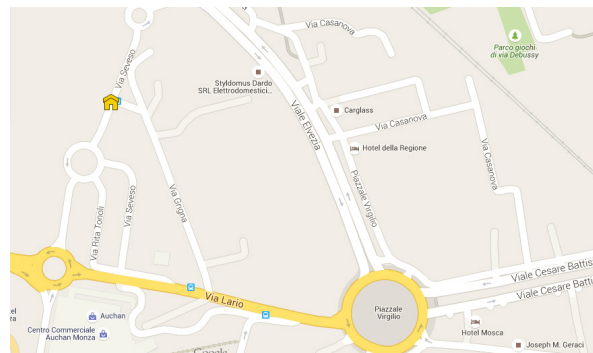 Via Casanova
Via Seveso
Parco giochi
di via Debussy
Styldomus Dardo
SRL Elettrodomestici...
Viale Elvezia
Carglass
Via Casanova
Hotel della Regione
Via Casanova
Via Grigna
Piazzale Virgilio
Via Seveso
Via Rita Tonoli
Viale Cesare Battis
Viale Cesare Battis
Via Lario
Piazzale
Virgilio
Auchan
Hotel Mosca
Centro Commerciale
Auchan Monza
Google
Joseph M. Geraci